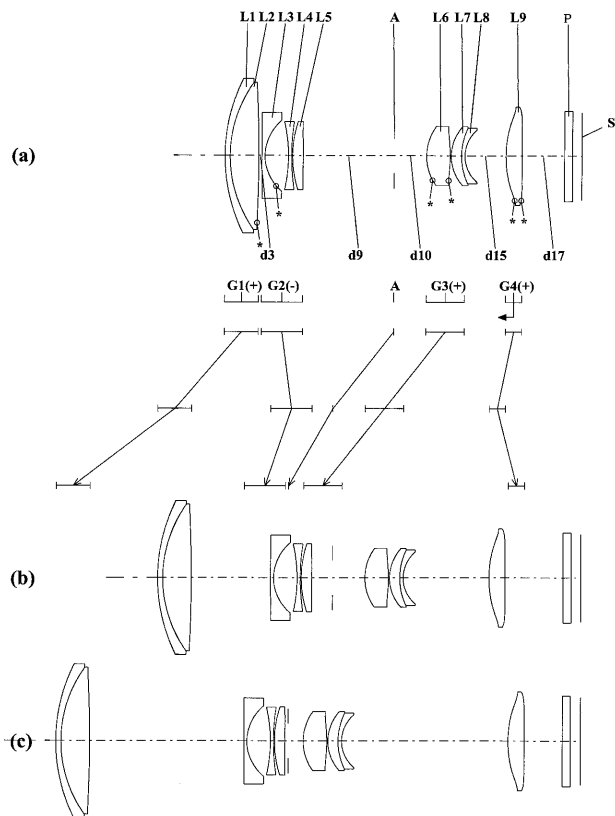 L1 L2 L3 L4 L5 A L6 L7 L8 L9 P
S
(a)
* * * * * *
d3 d9 d10 d15 d17
G1(+) G2(-) A G3(+) G4(+)
(b)
(c)